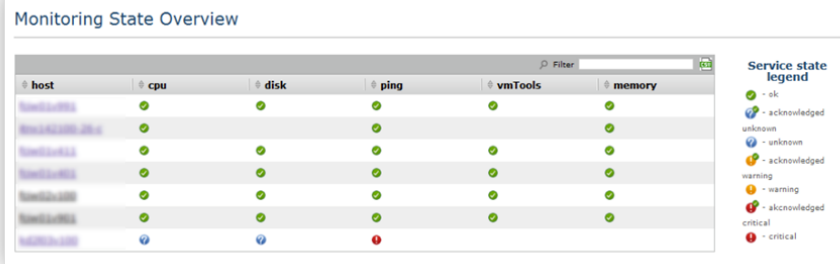 Monitoring State Overview
Filter
host cpu disk ping vmTools memory
Service state
legend
- ok
- acknowledged
unknown
- unknown
- acknowledged
warning
- warning
- akcnowledged
critical
- critical